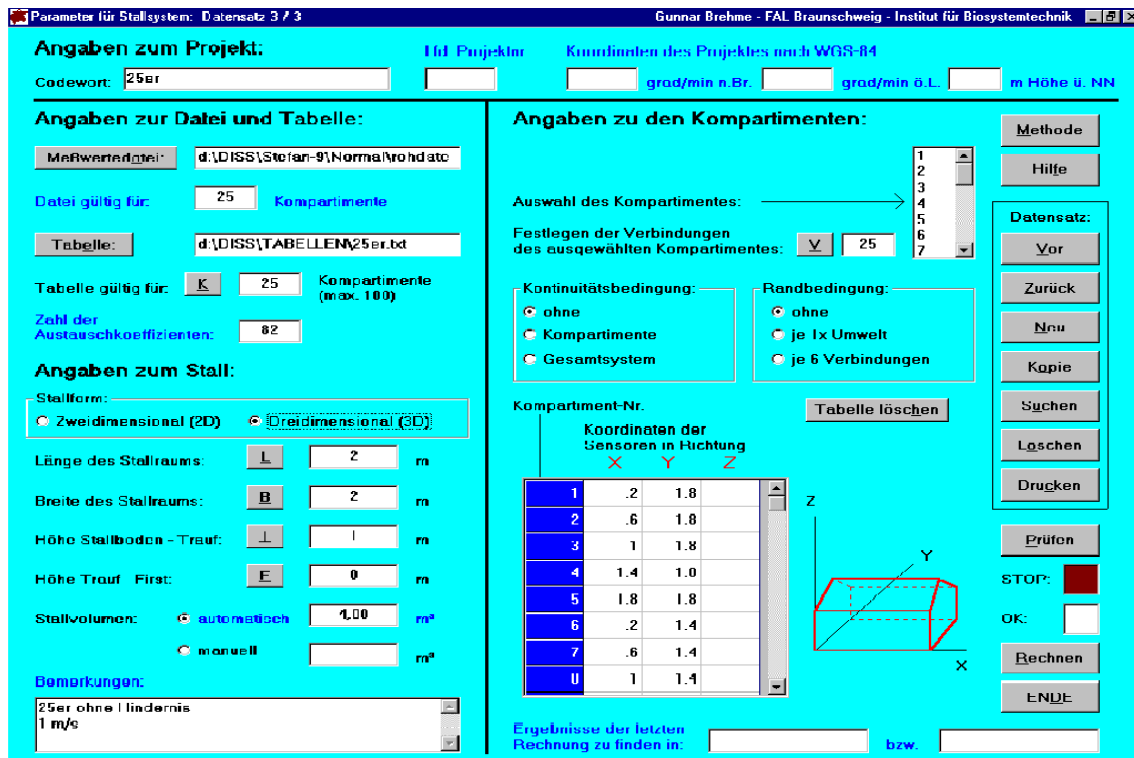 Parameter für Stallsystem: Datensatz 3 / 3
Gunnar Brehme - FAL Braunschweig - Institut für Biosystemtechnik
Angaben zum Projekt:
Lfd. Projektnr
Koordinaten des Projektes nach WGS-84
Codewort: 25er
grad/min n.Br.
grad/min ö.L.
m Höhe ü. NN
Angaben zur Datei und Tabelle:
Meßwertedatei: d:\DISS\Stefan-9\Normal\rohdate
Datei gültig für: 25 Kompartimente
Tabelle: d:\DISS\TABELLEN\25er.txt
Tabelle gültig für: K 25 Kompartimente
(max. 100)
Zahl der
Austauschkoeffizienten: 82
Angaben zum Stall:
Stallform:
Zweidimensional (2D) Dreidimensional (3D)
Länge des Stallraums: L 2 m
Breite des Stallraums: B 2 m
Höhe Stallboden - Trauf: 1 m
Höhe Trauf First: 0 m
Stallvolumen: automatisch 4,00 m³
manuell m³
Bemerkungen:
25er ohne Hindernis
1 m/s
Angaben zu den Kompartimenten:
Auswahl des Kompartimentes:
1
2
3
4
5
6
7
Festlegen der Verbindungen
des ausgewählten Kompartimentes: V 25
Kontinuitätsbedingung:
ohne
Kompartimente
Gesamtsystem
Randbedingung:
ohne
je 1x Umwelt
je 6 Verbindungen
Kompartiment-Nr.
Tabelle löschen
Koordinaten der
Sensoren in Richtung
X Y Z
1 .2 1.8
2 .6 1.8
3 1 1.8
4 1.4 1.8
5 1.8 1.8
6 .2 1.4
7 .6 1.4
8 1 1.4
Z
Y
X
Ergebnisse der letzten
Rechnung zu finden in:
bzw.
Methode
Hilfe
Datensatz:
Vor
Zurück
Neu
Kopie
Suchen
Löschen
Drucken
Prüfen
STOP:
OK:
Rechnen
ENDE